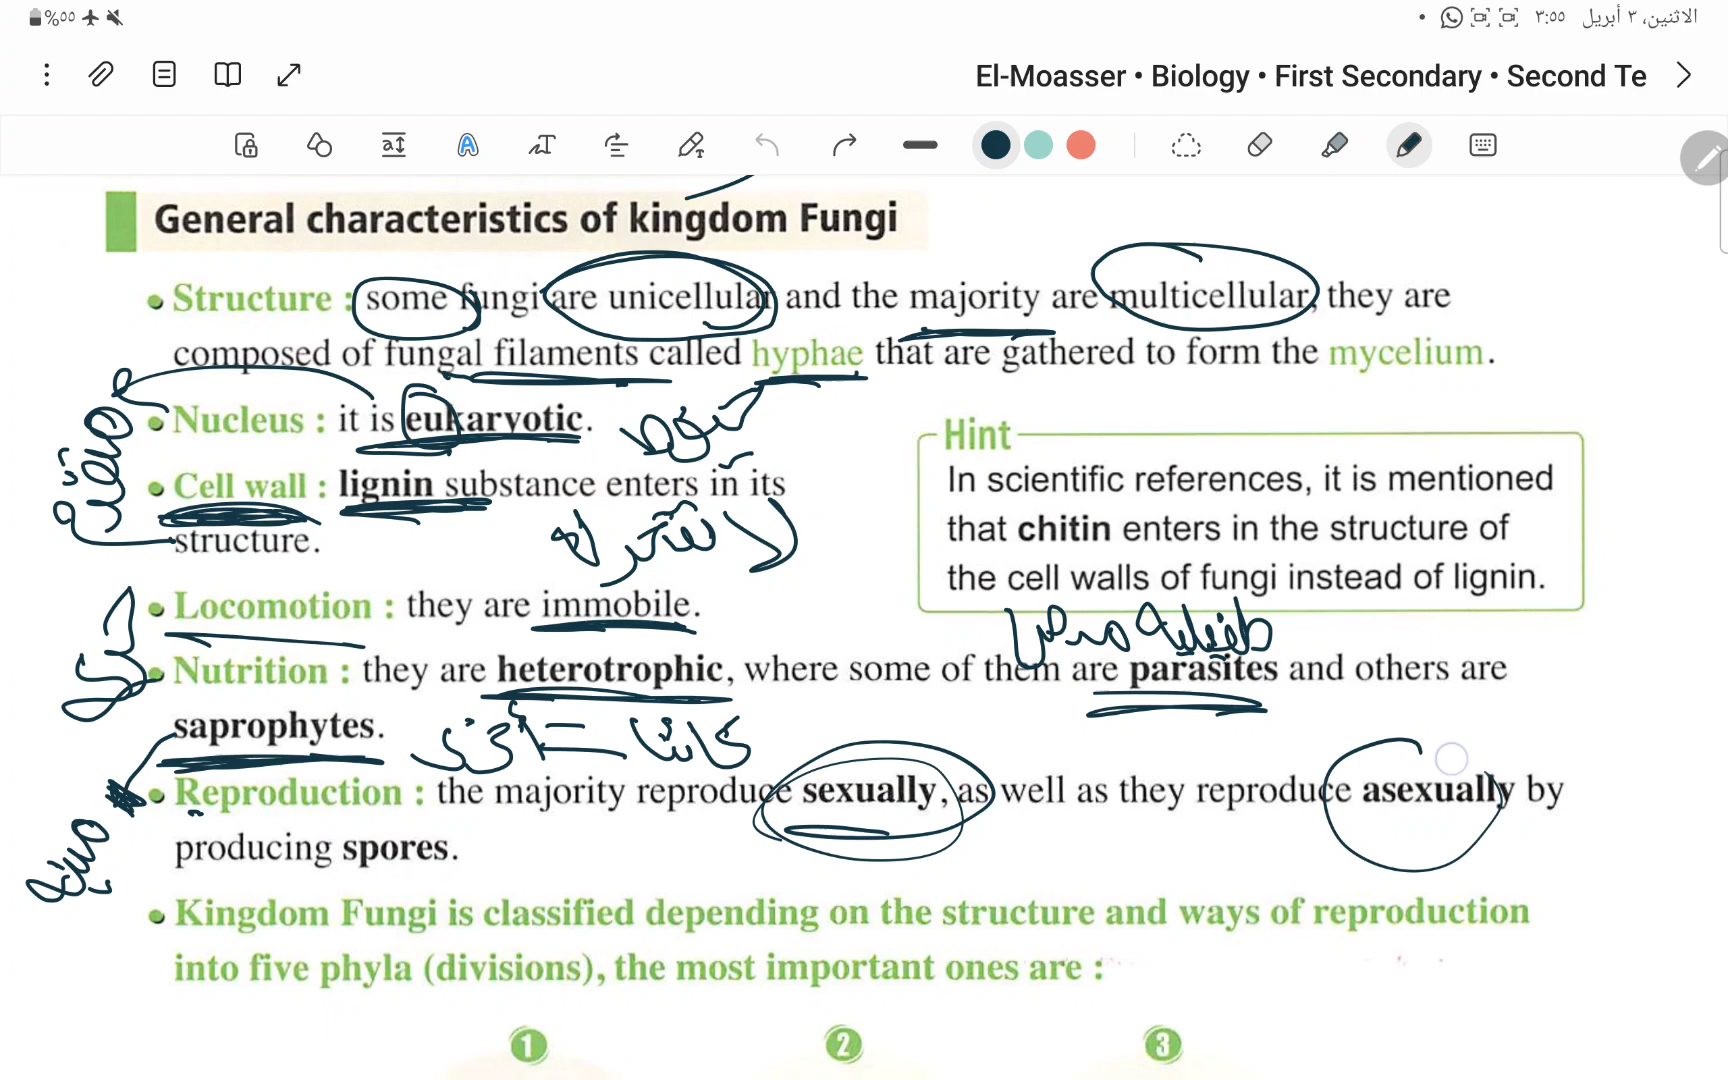 %٥٥
الاثنين، ٣ أبريل ٣:٥٥
El-Moasser • Biology • First Secondary • Second Te
General characteristics of kingdom Fungi
• Structure : some fungi are unicellular and the majority are multicellular, they are
composed of fungal filaments called hyphae that are gathered to form the mycelium.
• Nucleus : it is eukaryotic.
• Cell wall : lignin substance enters in its
structure.
Hint
In scientific references, it is mentioned
that chitin enters in the structure of
the cell walls of fungi instead of lignin.
• Locomotion : they are immobile.
• Nutrition : they are heterotrophic, where some of them are parasites and others are
saprophytes.
• Reproduction : the majority reproduce sexually, as well as they reproduce asexually by
producing spores.
• Kingdom Fungi is classified depending on the structure and ways of reproduction
into five phyla (divisions), the most important ones are :
1
2
3